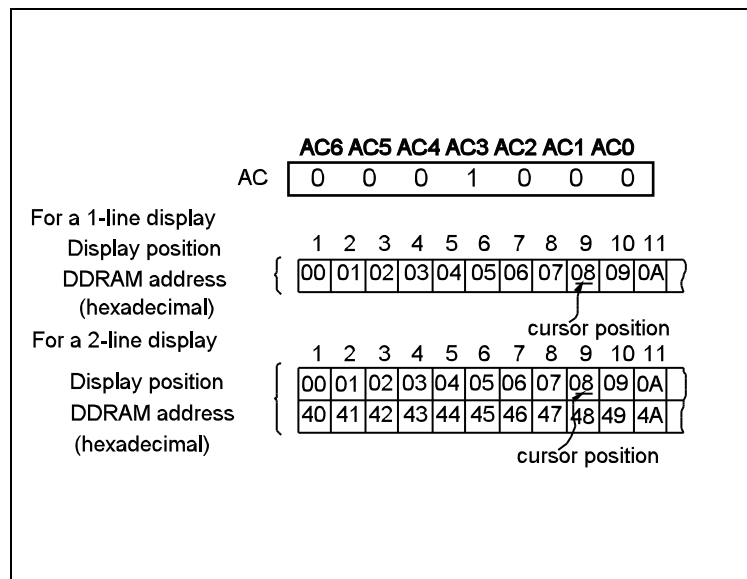 AC6 AC5 AC4 AC3 AC2 AC1 AC0
AC 0 0 0 1 0 0 0
For a 1-line display
Display position 1 2 3 4 5 6 7 8 9 10 11
DDRAM address 00 01 02 03 04 05 06 07 08 09 0A
(hexadecimal)
cursor position
For a 2-line display
1 2 3 4 5 6 7 8 9 10 11
Display position 00 01 02 03 04 05 06 07 08 09 0A
DDRAM address 40 41 42 43 44 45 46 47 48 49 4A
(hexadecimal)
cursor position